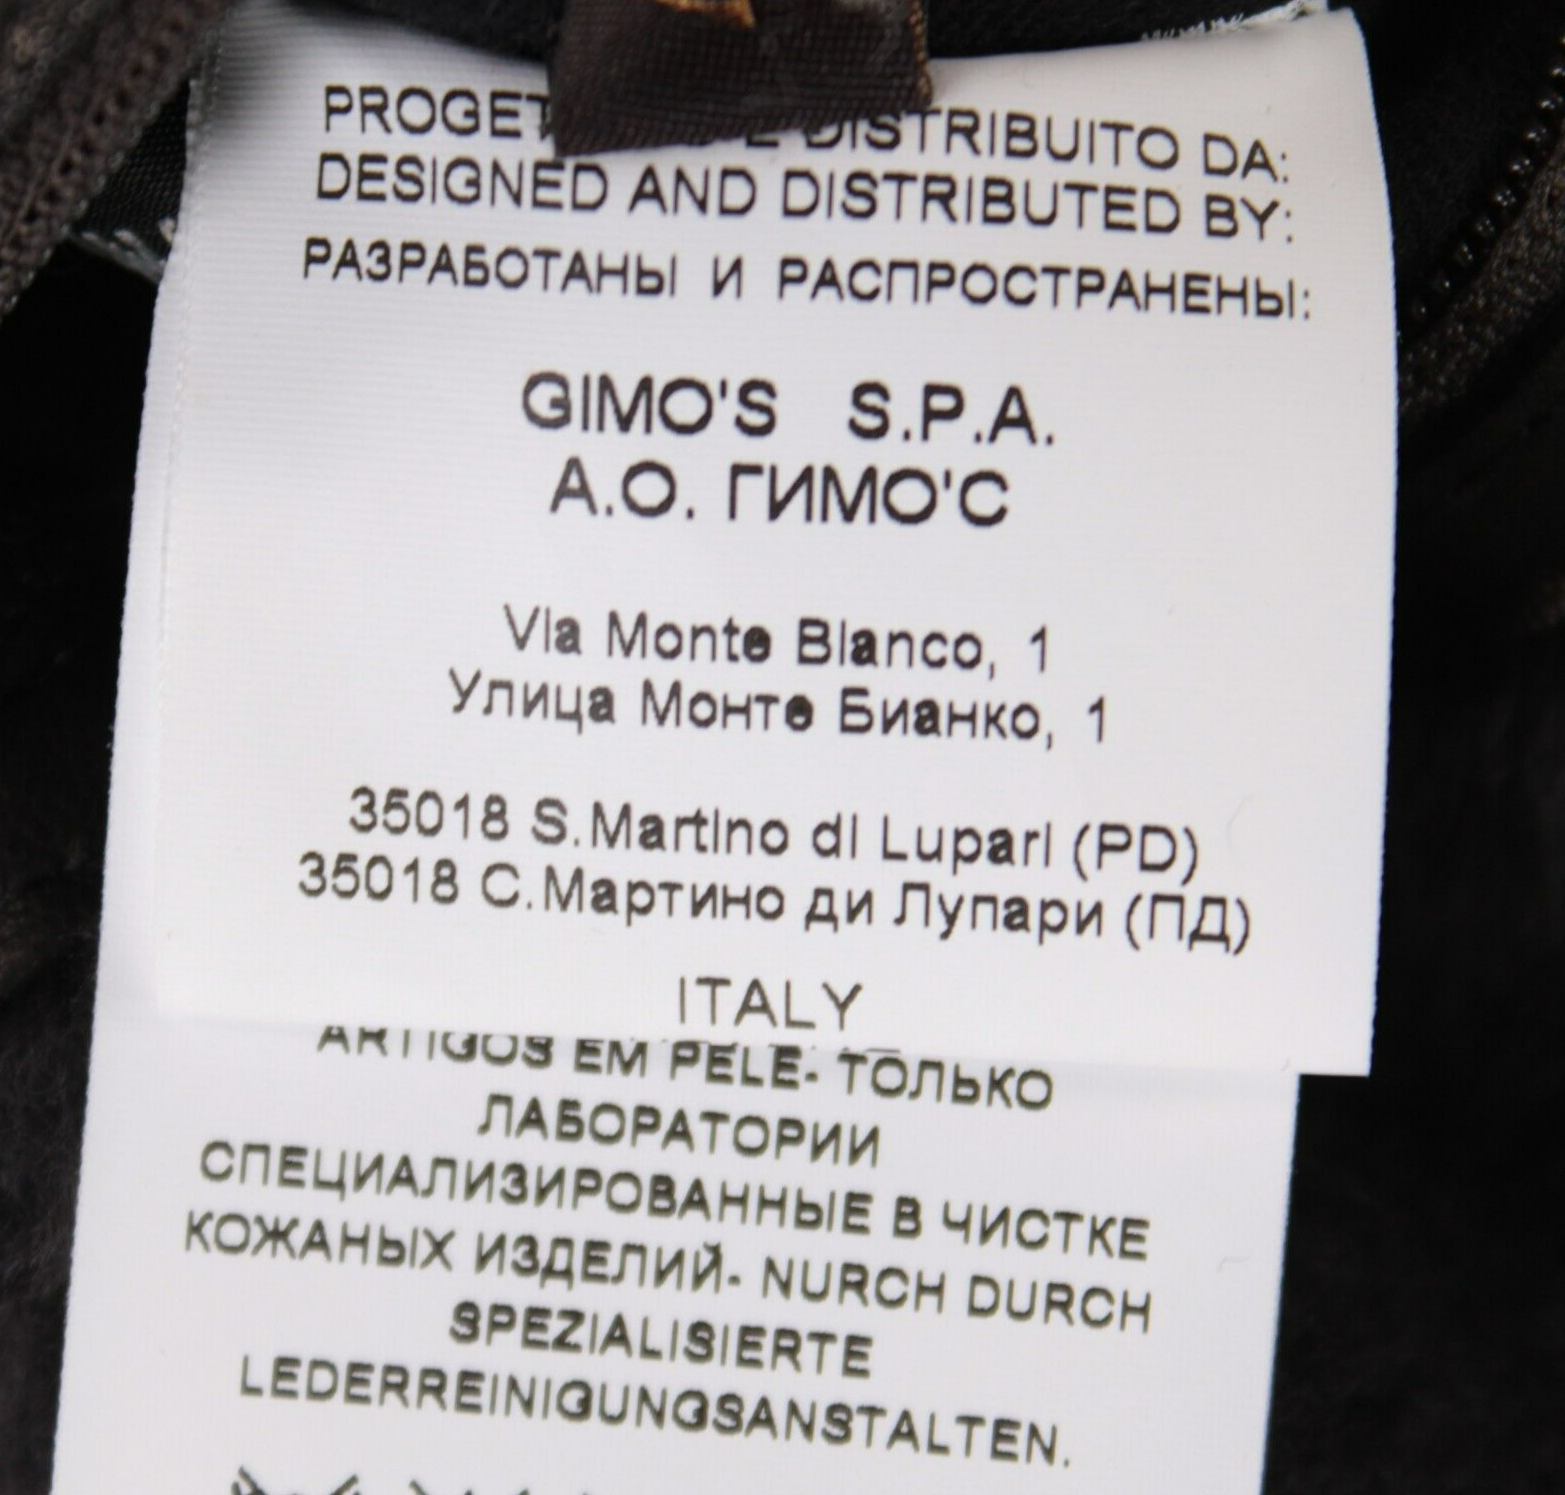 DISTRIBUITO DA:
DESIGNED AND DISTRIBUTED BY:
РАЗРАБОТАНЫ И РАСПРОСТРАНЕНЫ:
GIMO'S S.P.A.
А.О. ГИМО'С
Via Monte Bianco, 1
Улица Монте Бианко, 1
35018 S.Martino di Lupari (PD)
35018 С.Мартино ди Лупари (ПД)
ITALY
ARTIGOS EM PELE- ТОЛЬКО
ЛАБОРАТОРИИ
СПЕЦИАЛИЗИРОВАННЫЕ В ЧИСТКЕ
КОЖАНЫХ ИЗДЕЛИЙ- NURCH DURCH
SPEZIALISIERTE
LEDERREINIGUNGSANSTALTEN.